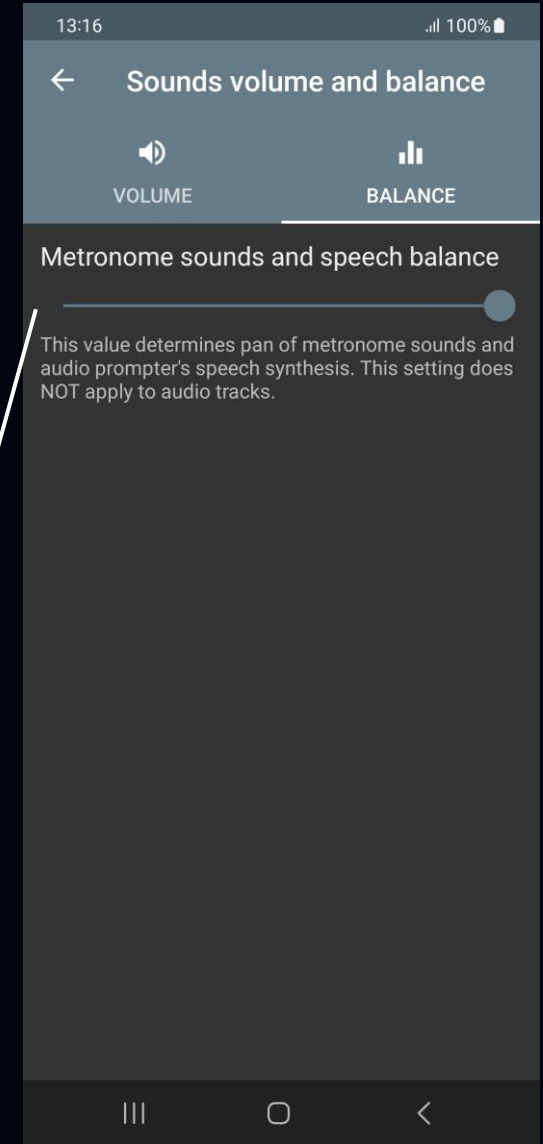 13:16 100%
Sounds volume and balance
VOLUME BALANCE
Metronome sounds and speech balance
This value determines pan of metronome sounds and
audio prompter's speech synthesis. This setting does
NOT apply to audio tracks.